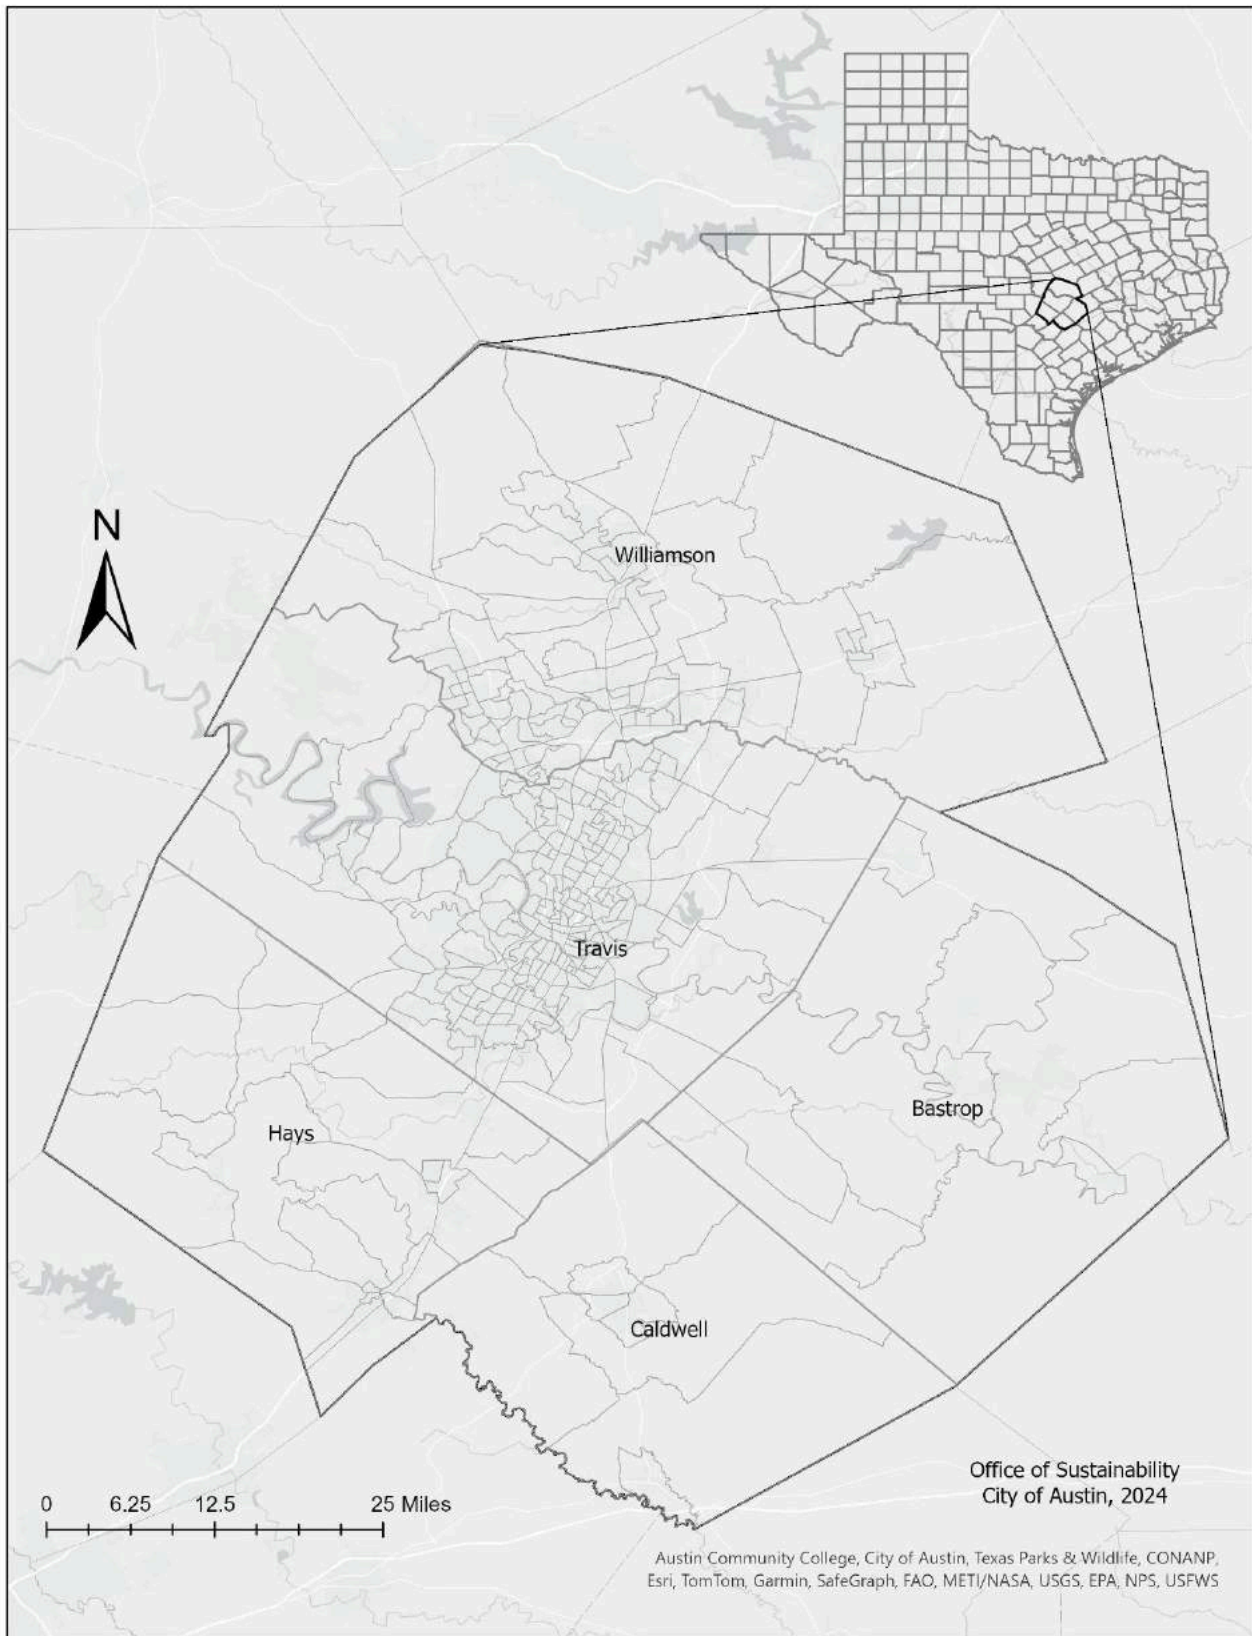 N
Williamson
Travis
Bastrop
Hays
Caldwell
Office of Sustainability
City of Austin, 2024
0 6.25 12.5 25 Miles
Austin Community College, City of Austin, Texas Parks & Wildlife, CONANP,
Esri, TomTom, Garmin, SafeGraph, FAO, METI/NASA, USGS, EPA, NPS, USFWS